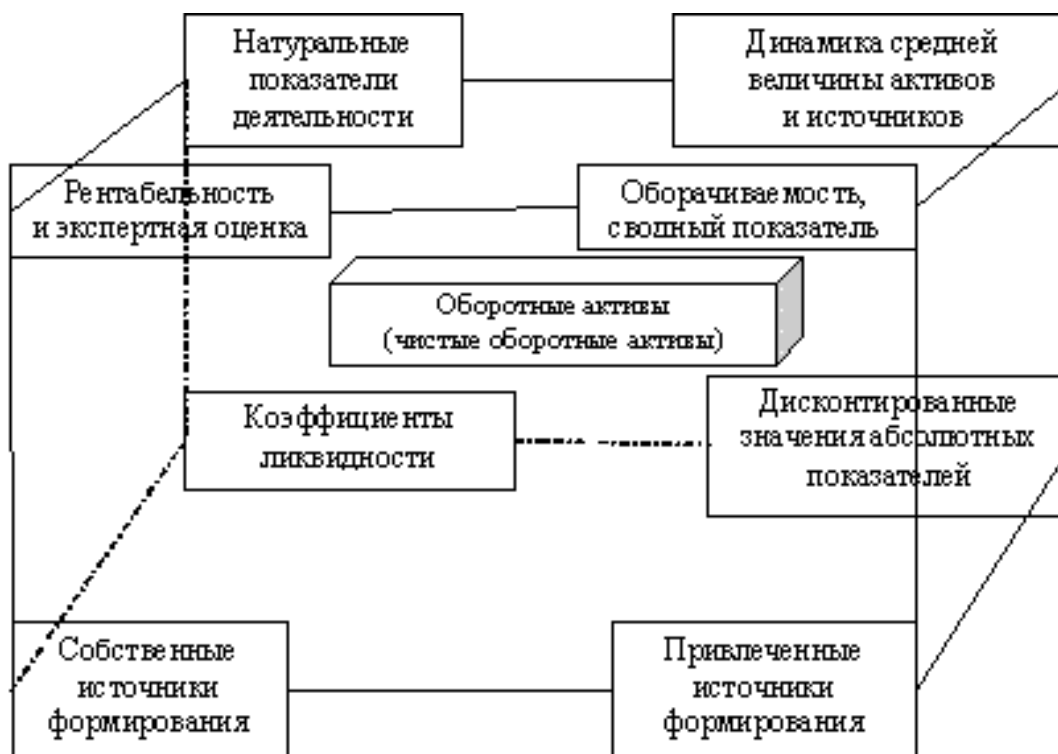 Натуральные
показатели
деятельности
Динамика средней
величины активов
и источников
Рентабельность
и экспертная оценка
Оборачиваемость,
сводный показатель
Оборотные активы
(чистые оборотные активы)
Коэффициенты
ликвидности
Дисконтированные
значения абсолютных
показателей
Собственные
источники
формирования
Привлеченные
источники
формирования